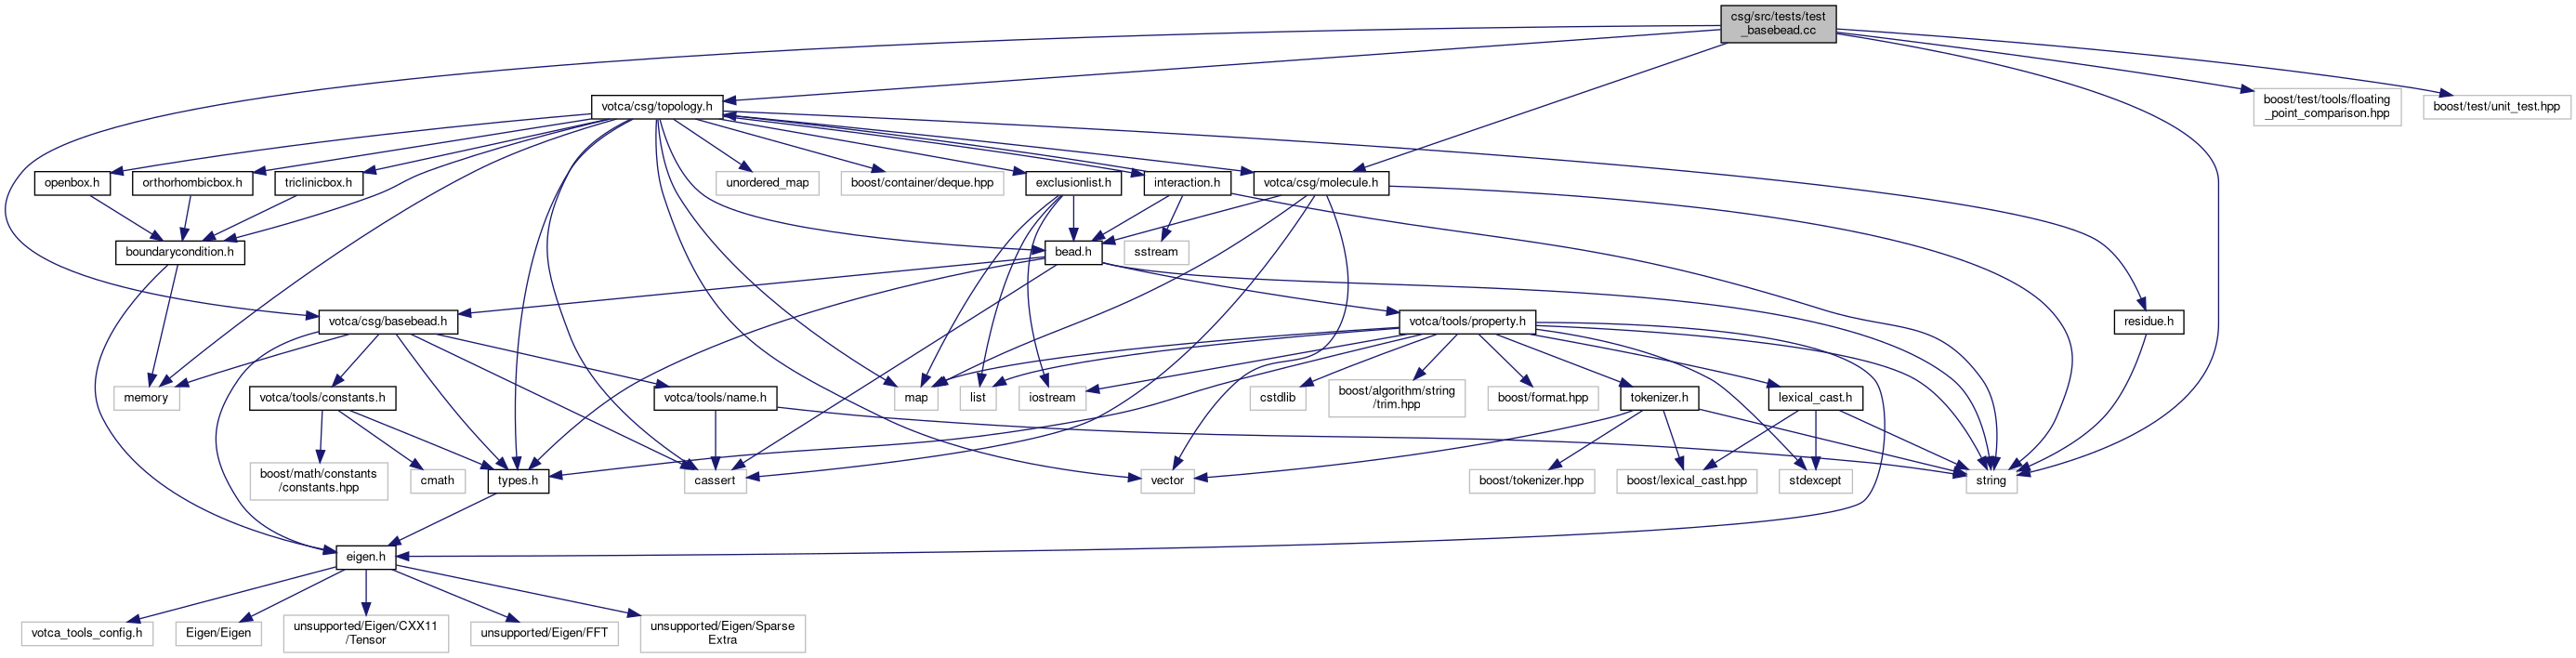 csg/src/tests/test
_basebead.cc
votca/csg/topology.h
boost/test/tools/floating
_point_comparison.hpp
boost/test/unit_test.hpp
openbox.h
orthorhombicbox.h
triclinicbox.h
unordered_map
boost/container/deque.hpp
exclusionlist.h
interaction.h
votca/csg/molecule.h
boundarycondition.h
bead.h
sstream
votca/csg/basebead.h
votca/tools/property.h
residue.h
memory
votca/tools/constants.h
votca/tools/name.h
map
list
iostream
cstdlib
boost/algorithm/string
/trim.hpp
boost/format.hpp
tokenizer.h
lexical_cast.h
boost/math/constants
/constants.hpp
cmath
types.h
cassert
vector
boost/tokenizer.hpp
boost/lexical_cast.hpp
stdexcept
string
eigen.h
votca_tools_config.h
Eigen/Eigen
unsupported/Eigen/CXX11
/Tensor
unsupported/Eigen/FFT
unsupported/Eigen/Sparse
Extra